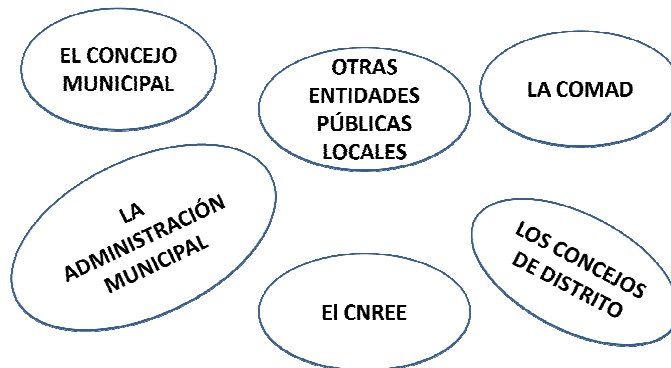 EL CONCEJO
MUNICIPAL
OTRAS
ENTIDADES
PÚBLICAS
LOCALES
LA COMAD
LA
ADMINISTRACIÓN
MUNICIPAL
El CNREE
LOS CONCEJOS
DE DISTRITO